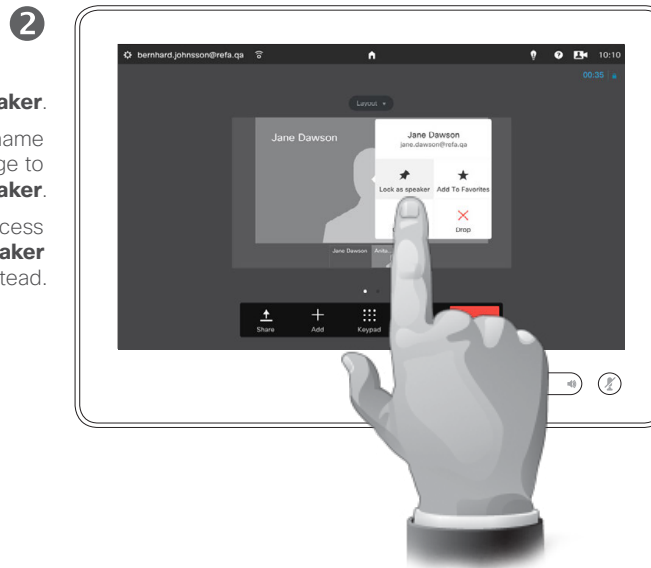 2
aker.
name
ge to
aker.
cess
aker
tead.
bernhard.johnsson@refa.qa
10:10
00:35
Layout
Jane Dawson
Jane Dawson
jane.dawson@refa.qa
Lock as speaker
Add To Favorites
Drop
Jane Dawson
Share
Add
Keypad